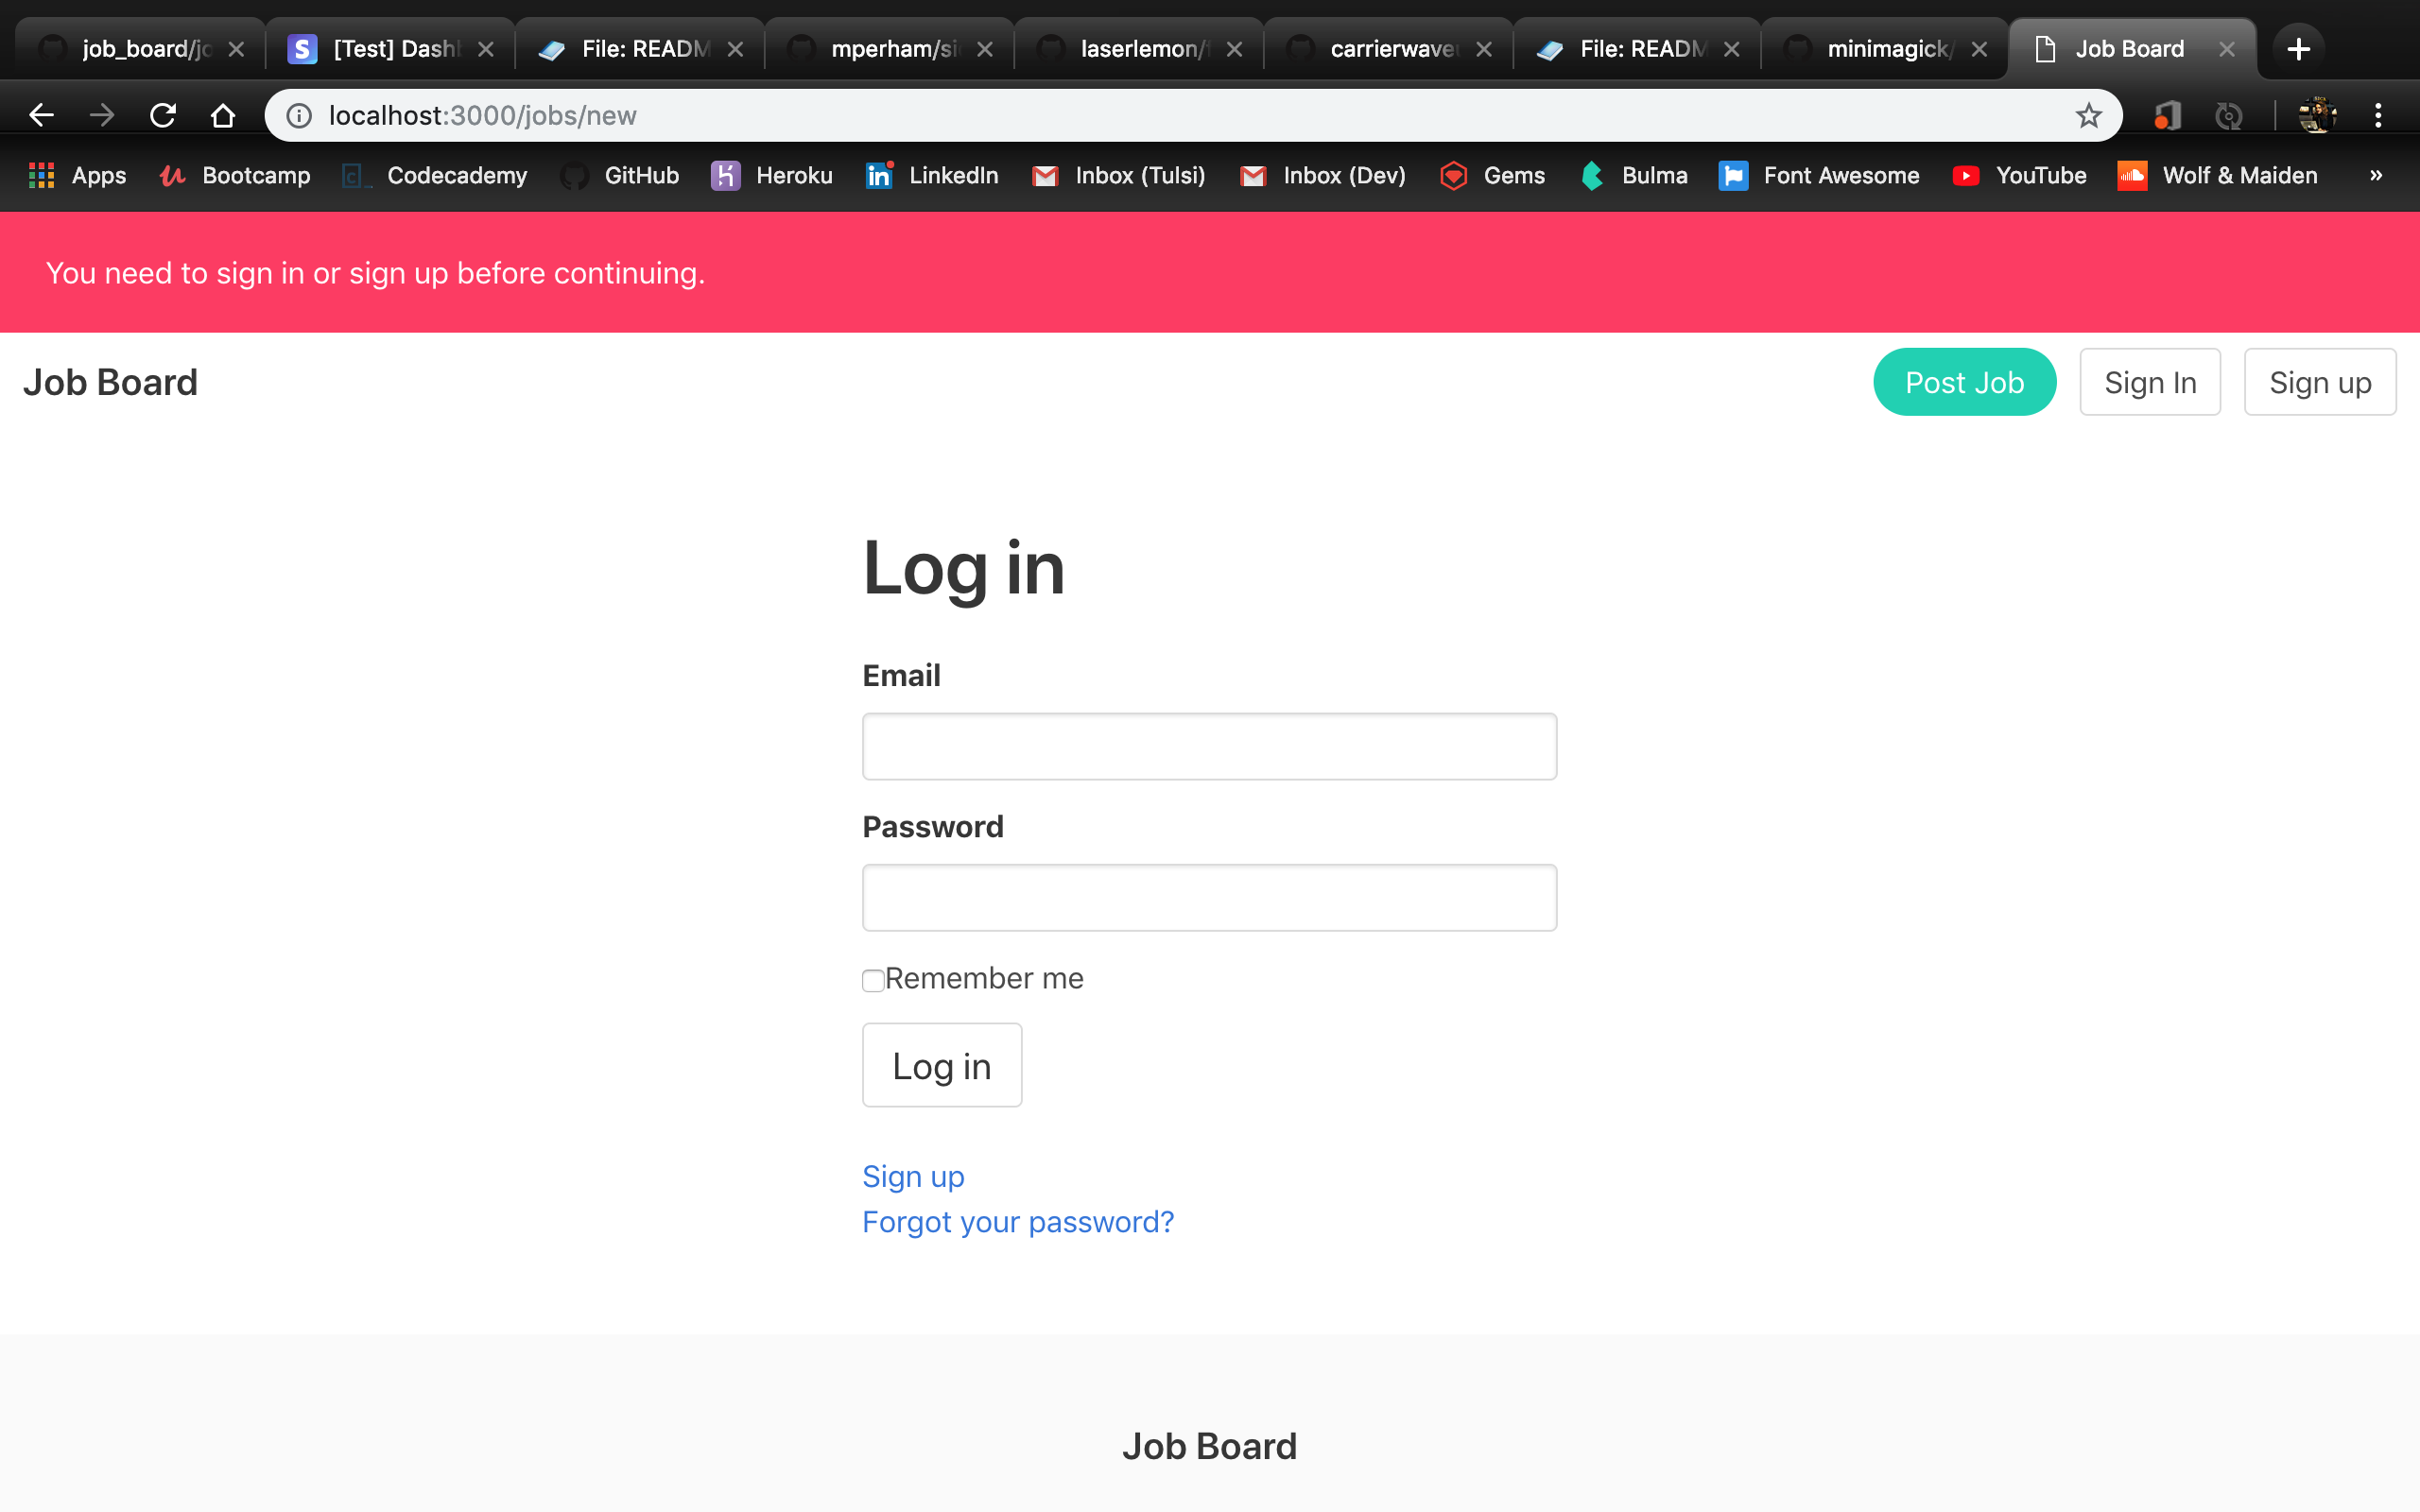 job_board/jo
[Test] Dash
File: READM
mperham/si
laserlemon/
carrierwave
File: READM
minimagick/
Job Board
localhost:3000/jobs/new
Apps
Bootcamp
Codecademy
GitHub
Heroku
LinkedIn
Inbox (Tulsi)
Inbox (Dev)
Gems
Bulma
Font Awesome
YouTube
Wolf & Maiden
»
You need to sign in or sign up before continuing.
Job Board
Post Job
Sign In
Sign up
Log in
Email
Password
Remember me
Log in
Sign up
Forgot your password?
Job Board